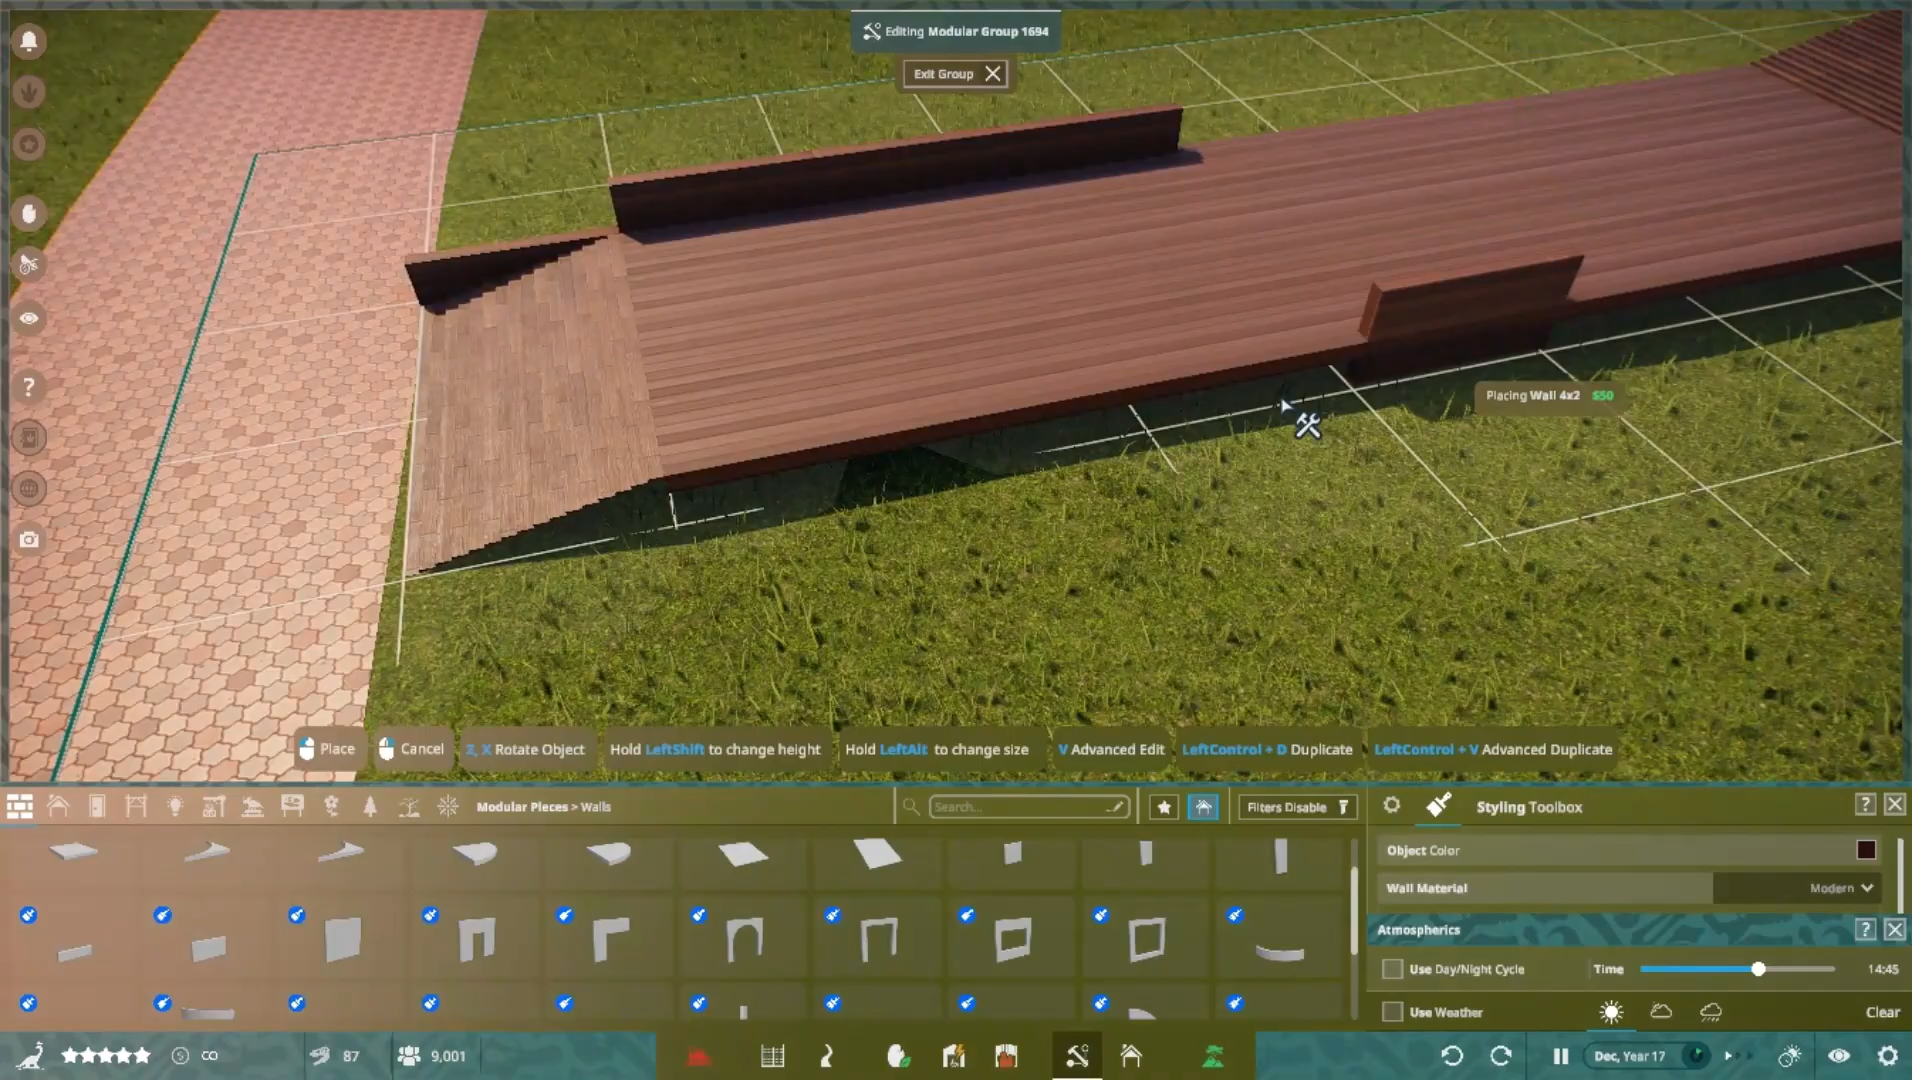 Editing Modular Group 1694
Exit Group
?
Placing Wall 4x2 $50
Place
Cancel
Z, X Rotate Object
Hold LeftShift to change height
Hold LeftAlt to change size
V Advanced Edit
LeftControl + D Duplicate
LeftControl + V Advanced Duplicate
Modular Pieces > Walls
Search...
Filters Disable
Styling Toolbox
?
Object Color
Wall Material
Modern
Atmospherics
?
Use Day/Night Cycle
Time
14:45
Use Weather
Clear
87
9,001
Dec, Year 17